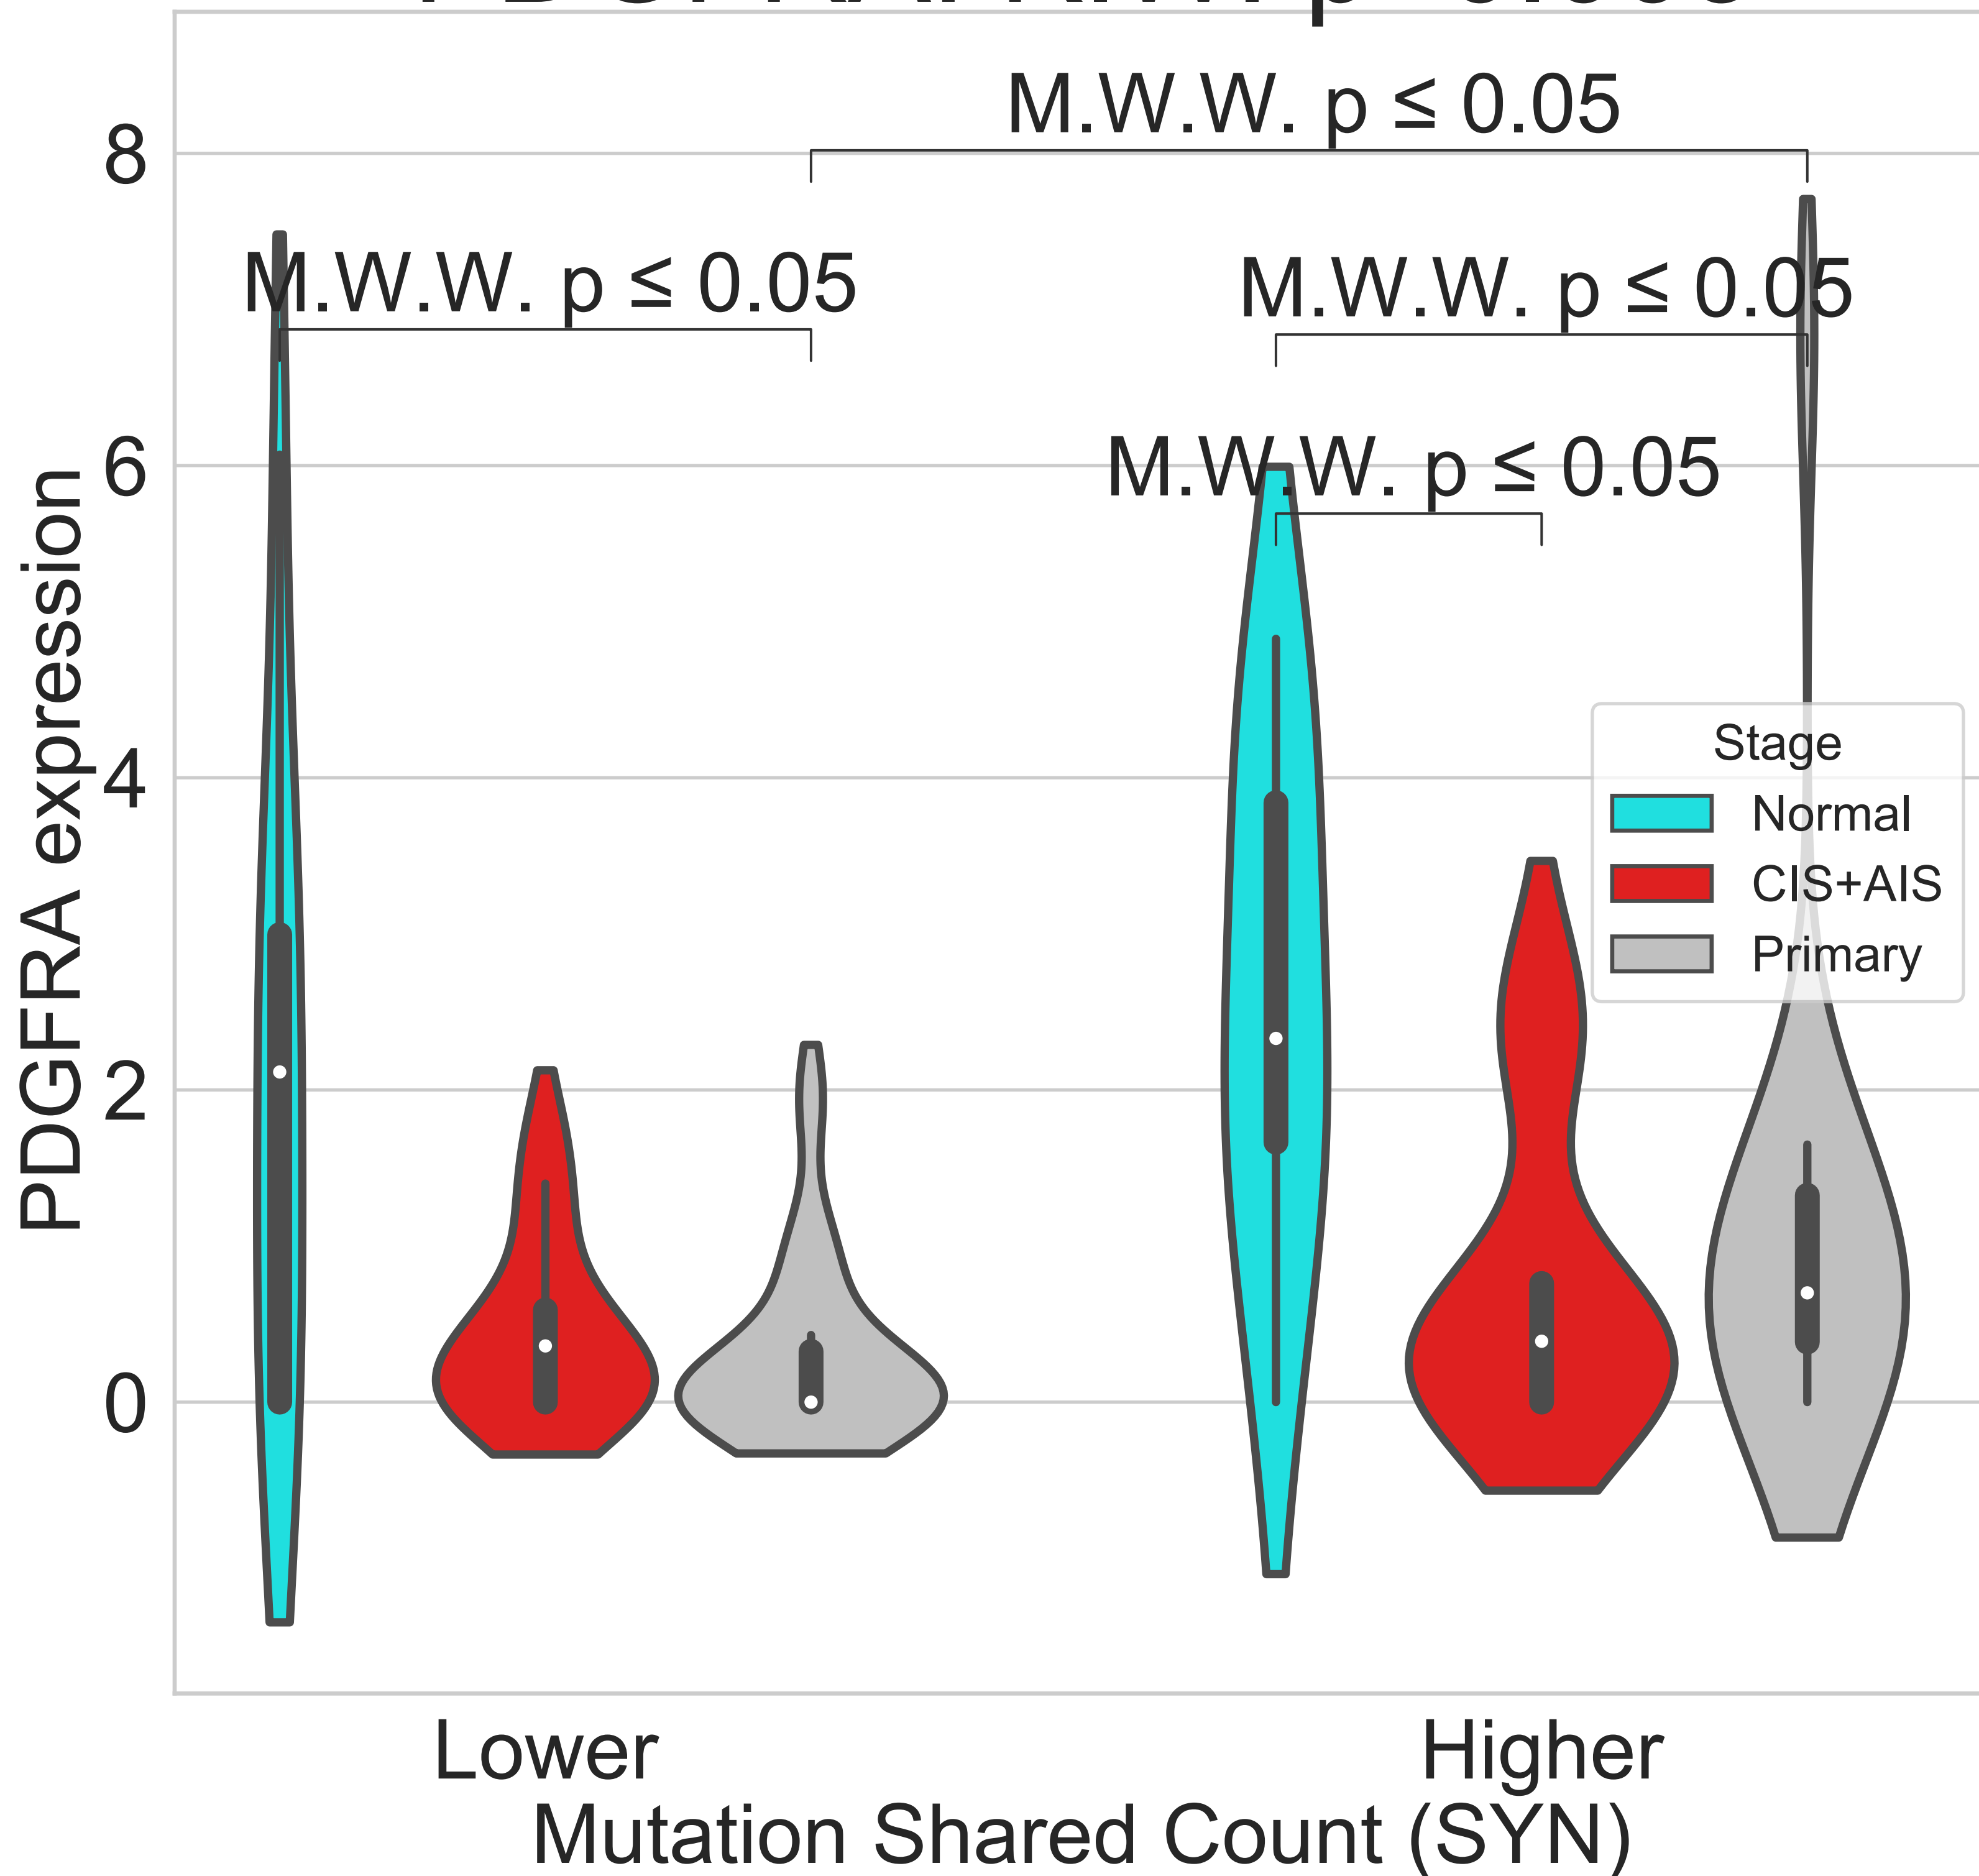 M.W.W. p ≤ 0.05
8
M.W.W. p ≤ 0.05
M.W.W. p ≤ 0.05
6
M.W.W. p ≤ 0.05
PDGFRA expression
4
2
0
Stage
Normal
CIS+AIS
Primary
Lower
Higher
Mutation Shared Count (SYN)